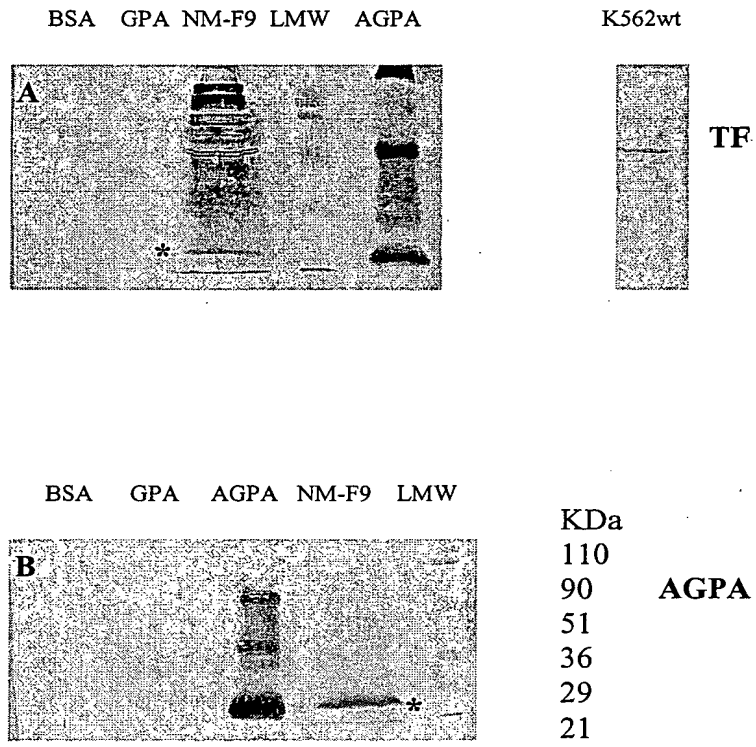 BSA GPA NM-F9 LMW AGPA K562wt
A
TF
*
BSA GPA AGPA NM-F9 LMW
KDa
B
110
90 AGPA
51
36
29
*
21